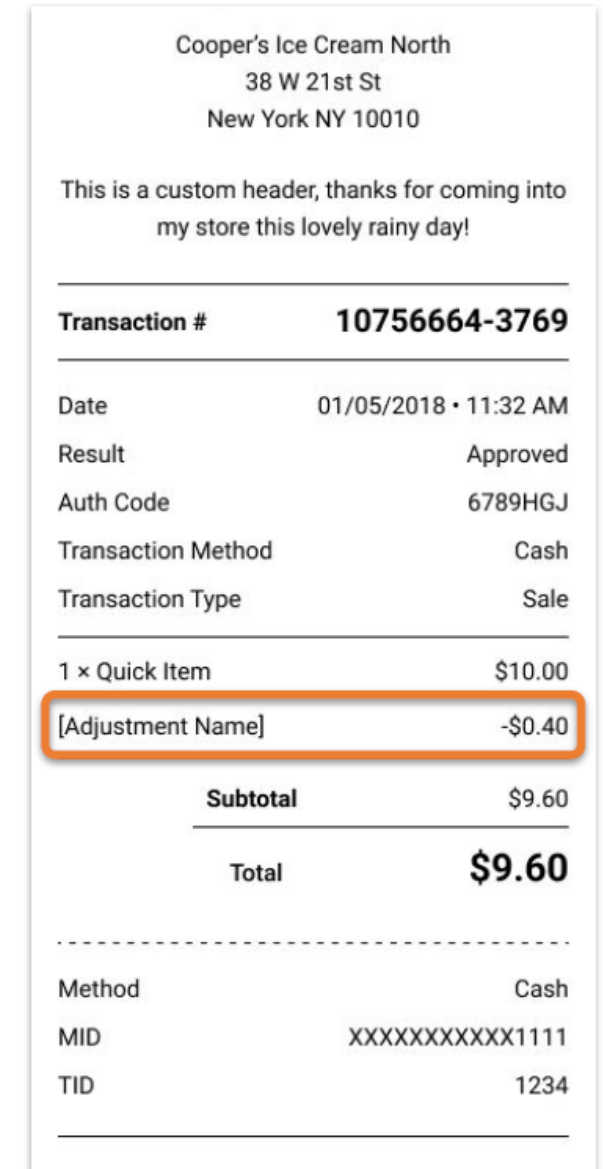 Cooper's Ice Cream North
38 W 21st St
New York NY 10010
This is a custom header, thanks for coming into
my store this lovely rainy day!
Transaction # 10756664-3769
Date 01/05/2018 • 11:32 AM
Result Approved
Auth Code 6789HGJ
Transaction Method Cash
Transaction Type Sale
1 × Quick Item $10.00
[Adjustment Name] -$0.40
Subtotal $9.60
Total $9.60
Method Cash
MID XXXXXXXXXXX1111
TID 1234